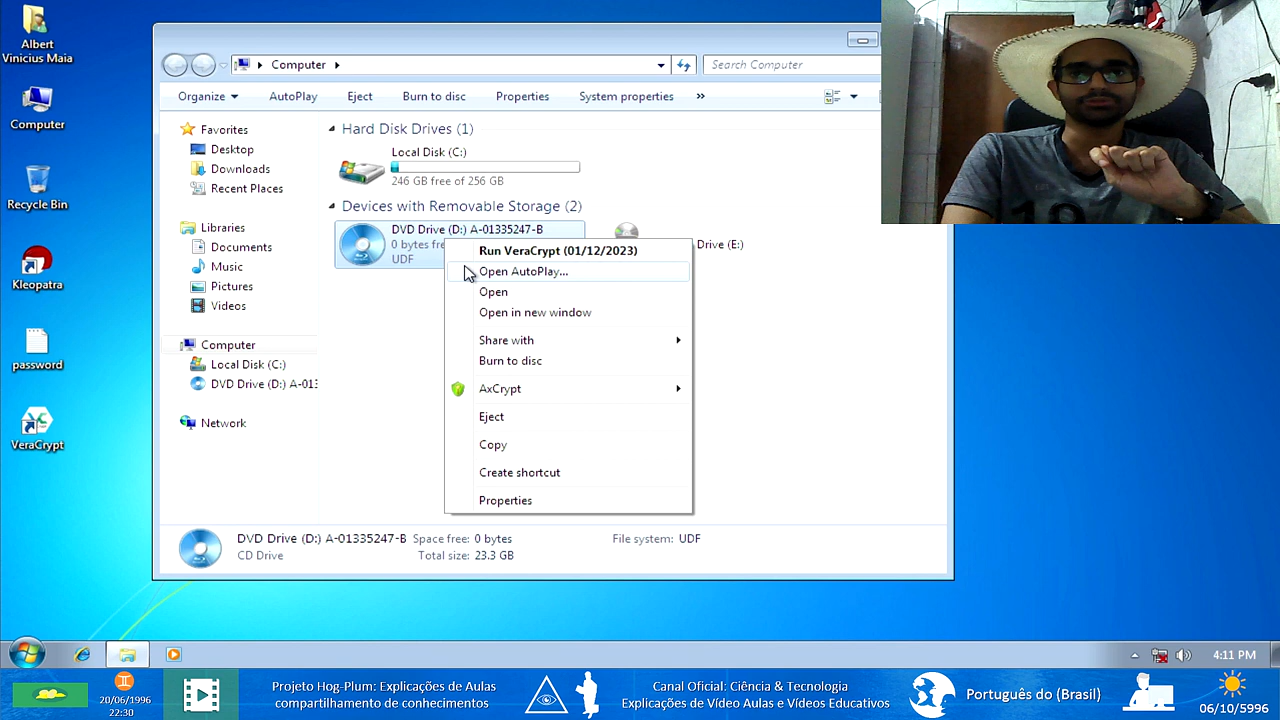 Albert
Vinicius Maia
Computer
Recycle Bin
Kleopatra
password
VeraCrypt
Computer
Search Computer
Organize
AutoPlay
Eject
Burn to disc
Properties
System properties
»
Favorites
Desktop
Downloads
Recent Places
Libraries
Documents
Music
Pictures
Videos
Computer
Local Disk (C:)
DVD Drive (D:) A-013
Network
Hard Disk Drives (1)
Local Disk (C:)
246 GB free of 256 GB
Devices with Removable Storage (2)
DVD Drive (D:) A-01335247-B
0 bytes fre
UDF
Drive (E:)
Run VeraCrypt (01/12/2023)
Open AutoPlay...
Open
Open in new window
Share with
Burn to disc
AxCrypt
Eject
Copy
Create shortcut
Properties
DVD Drive (D:) A-01335247-B Space free: 0 bytes File system: UDF
CD Drive Total size: 23.3 GB
4:11 PM
20/06/1996
22:30
Projeto Hog-Plum: Explicações de Aulas
compartilhamento de conhecimentos
Canal Oficial: Ciência & Tecnologia
Explicações de Vídeo Aulas e Vídeos Educativos
Português do (Brasil)
06/10/5996